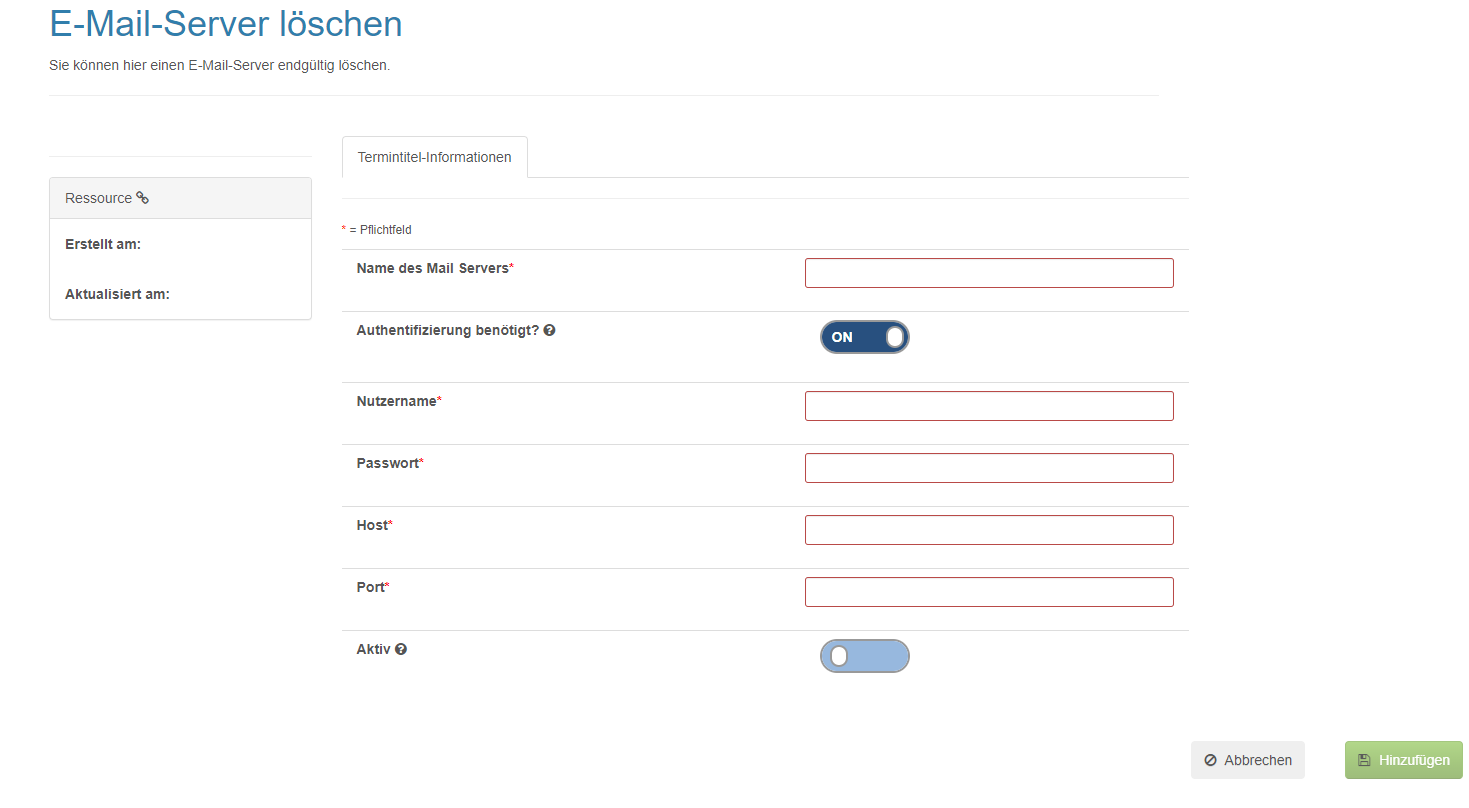 E-Mail-Server löschen
Sie können hier einen E-Mail-Server endgültig löschen.
Termintitel-Informationen
Ressource
Erstellt am:
Aktualisiert am:
* = Pflichtfeld
Name des Mail Servers*
Authentifizierung benötigt?
ON
Nutzername*
Passwort*
Host*
Port*
Aktiv
Abbrechen
Hinzufügen